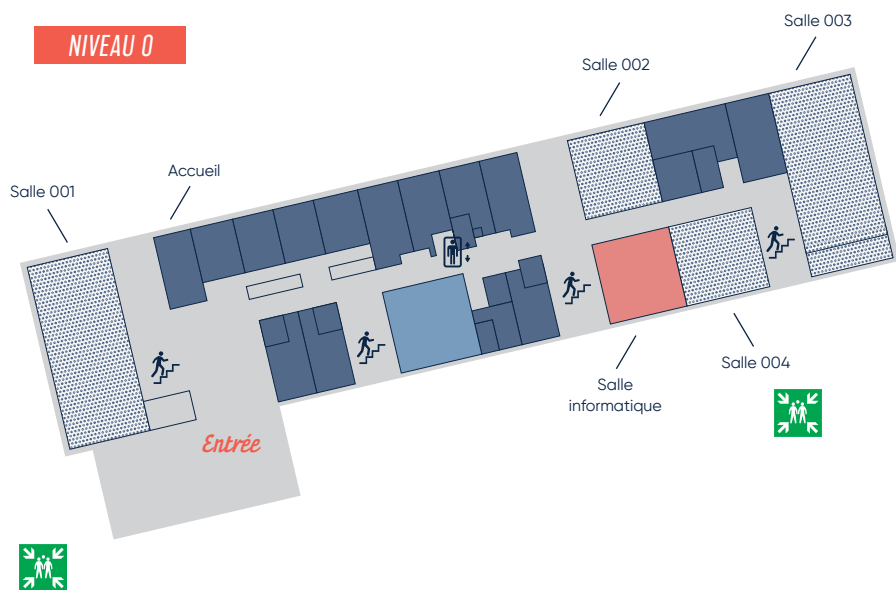 NIVEAU 0
Salle 003
Salle 002
Accueil
Salle 001
Salle 004
Salle
informatique
Entrée